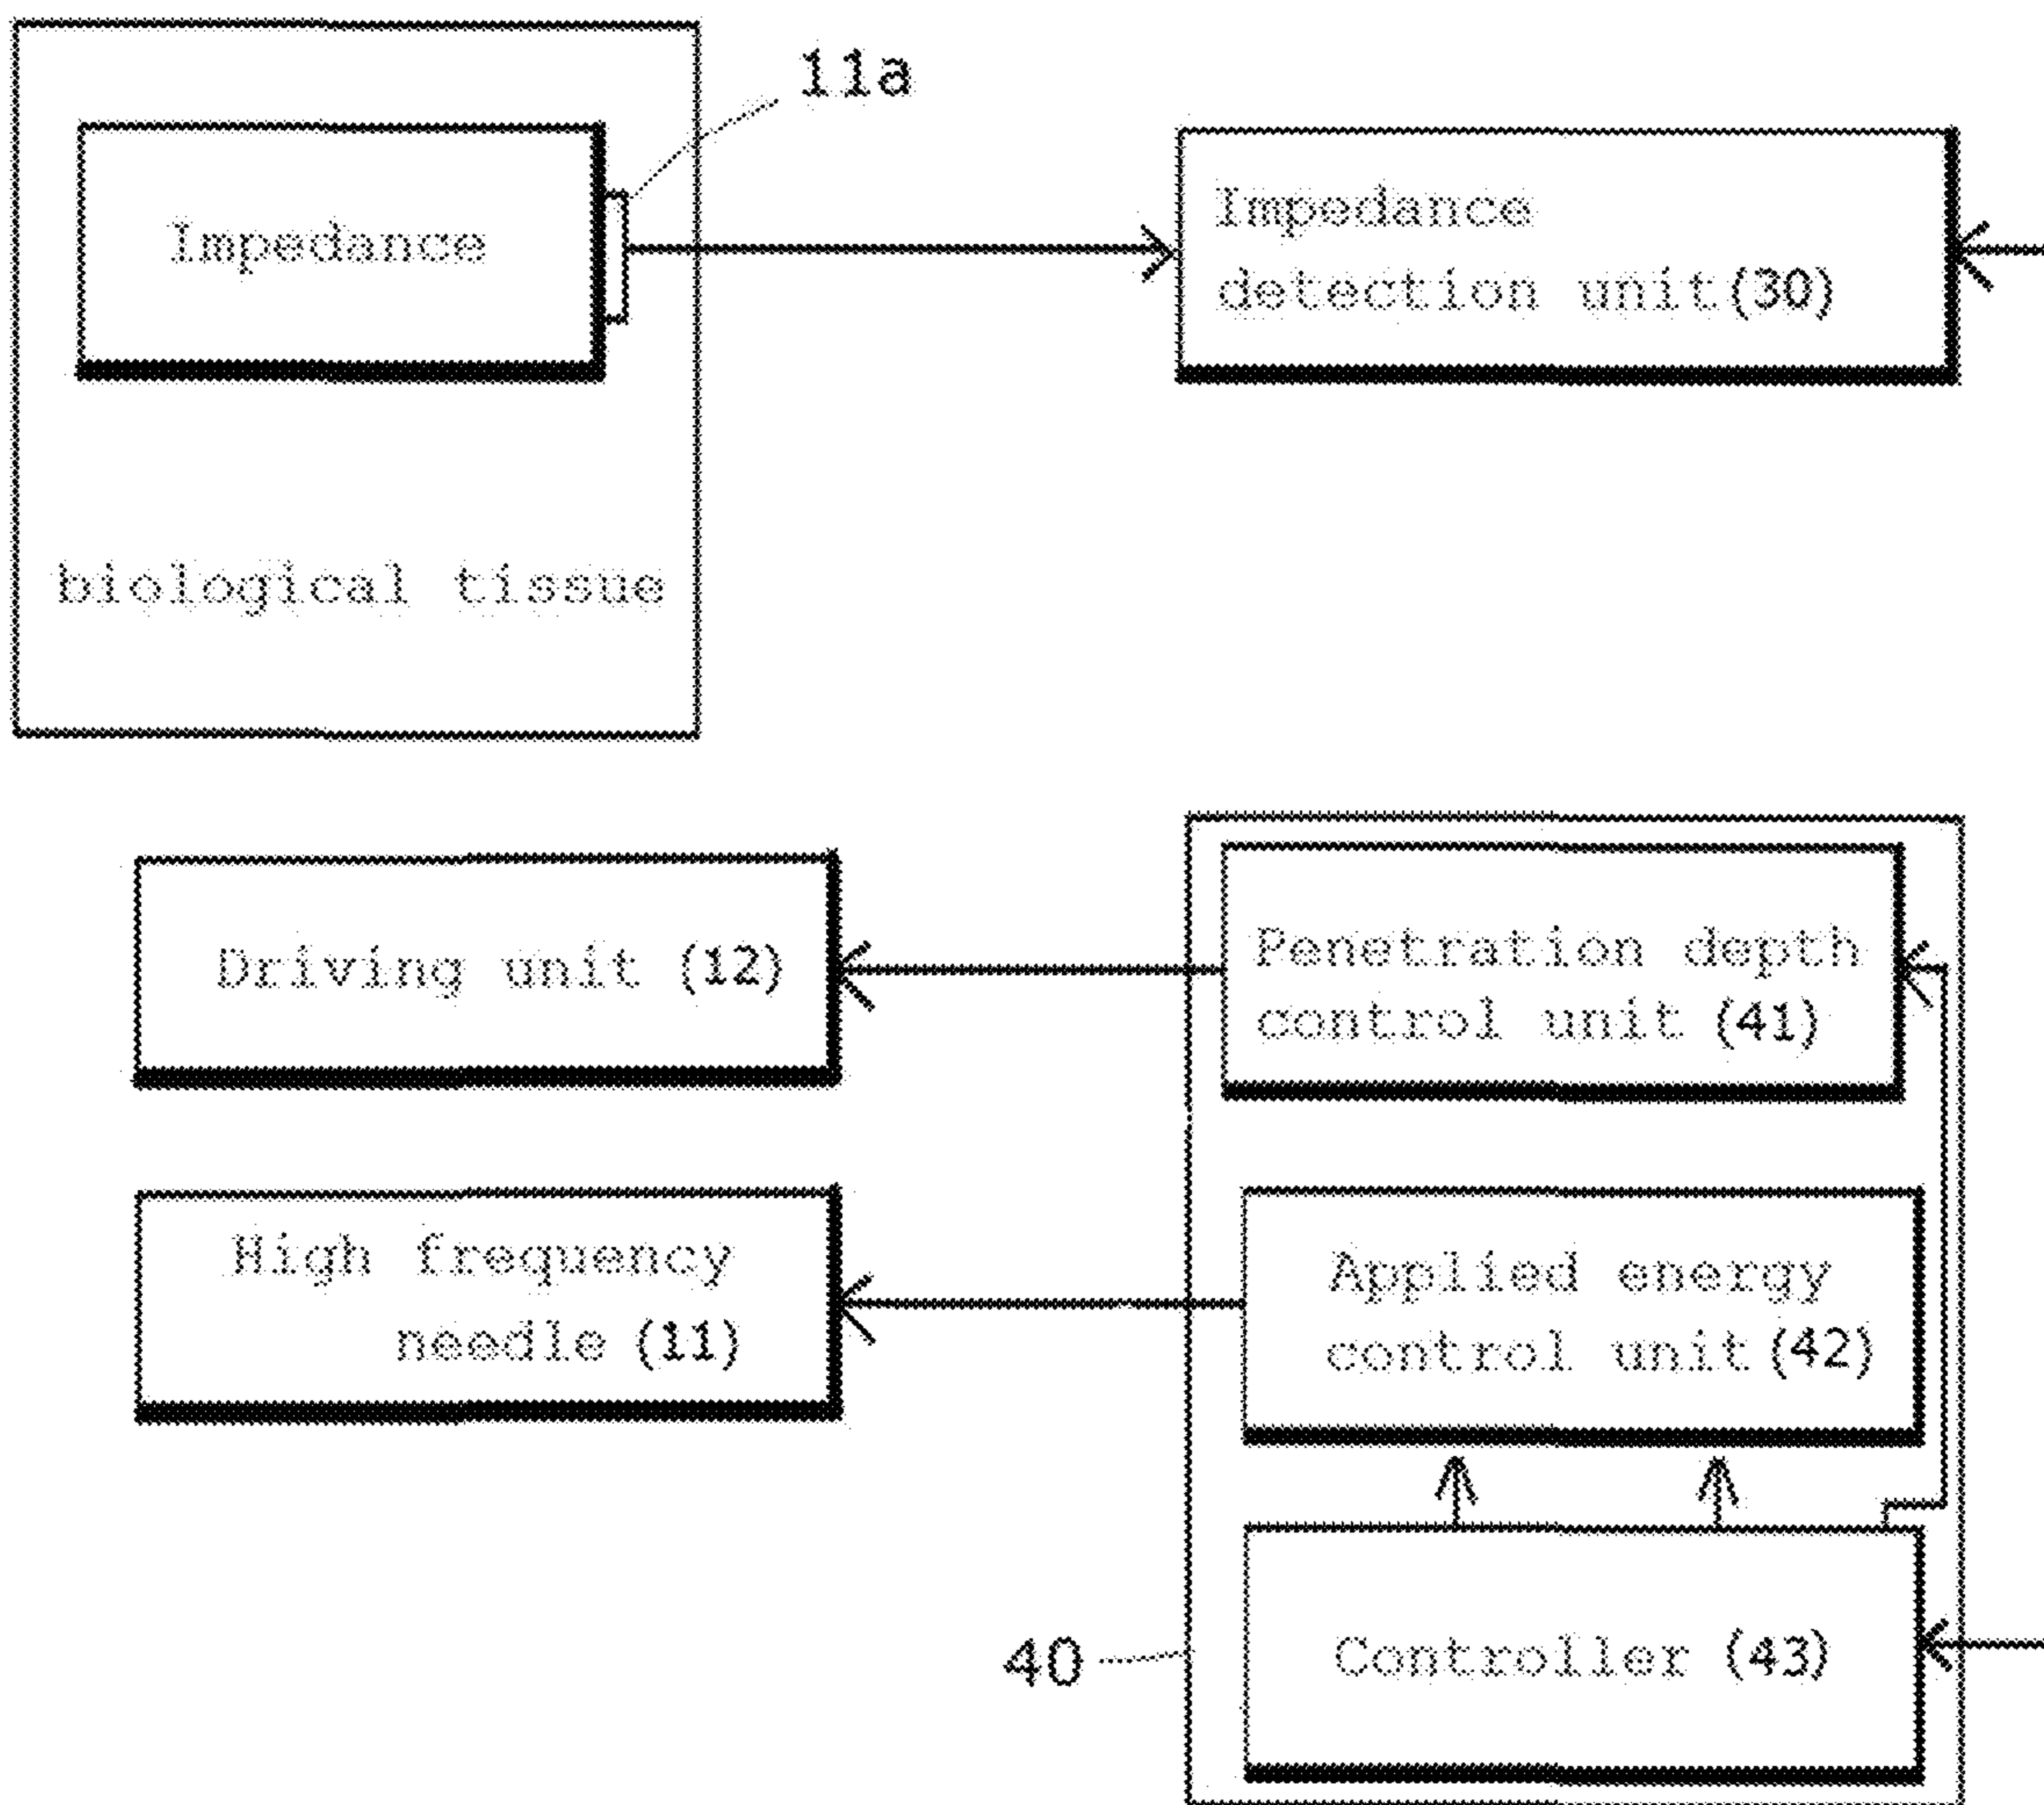 11a
Impedance
Impedance
detection unit(30)
biological tissue
Driving unit (12)
Penetration depth
control unit (41)
High frequency
needle (11)
Applied energy
control unit (42)
40
Controller (43)